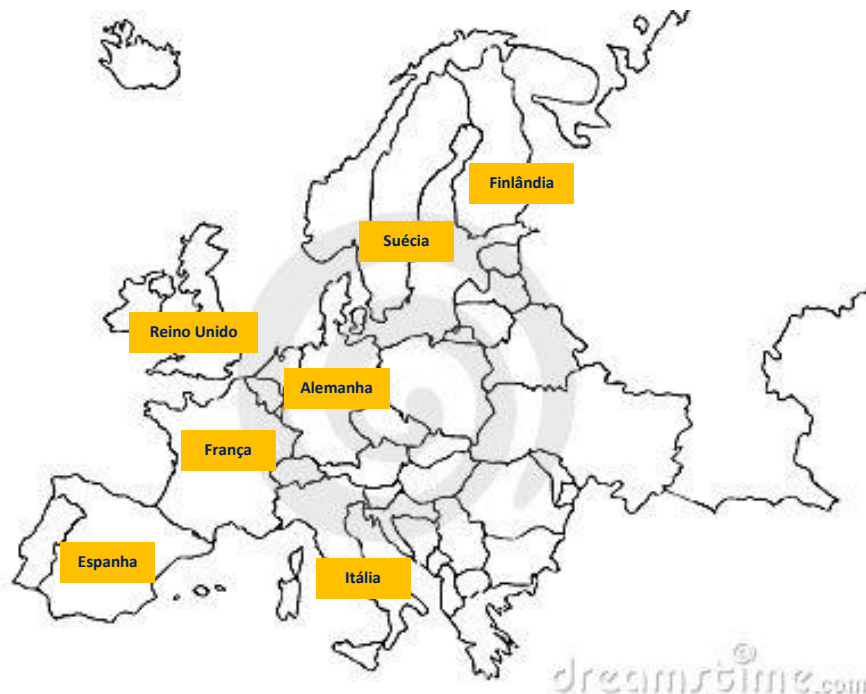 Finlândia
Suécia
Reino Unido
Alemanha
França
Espanha
Itália
dreamstime.com